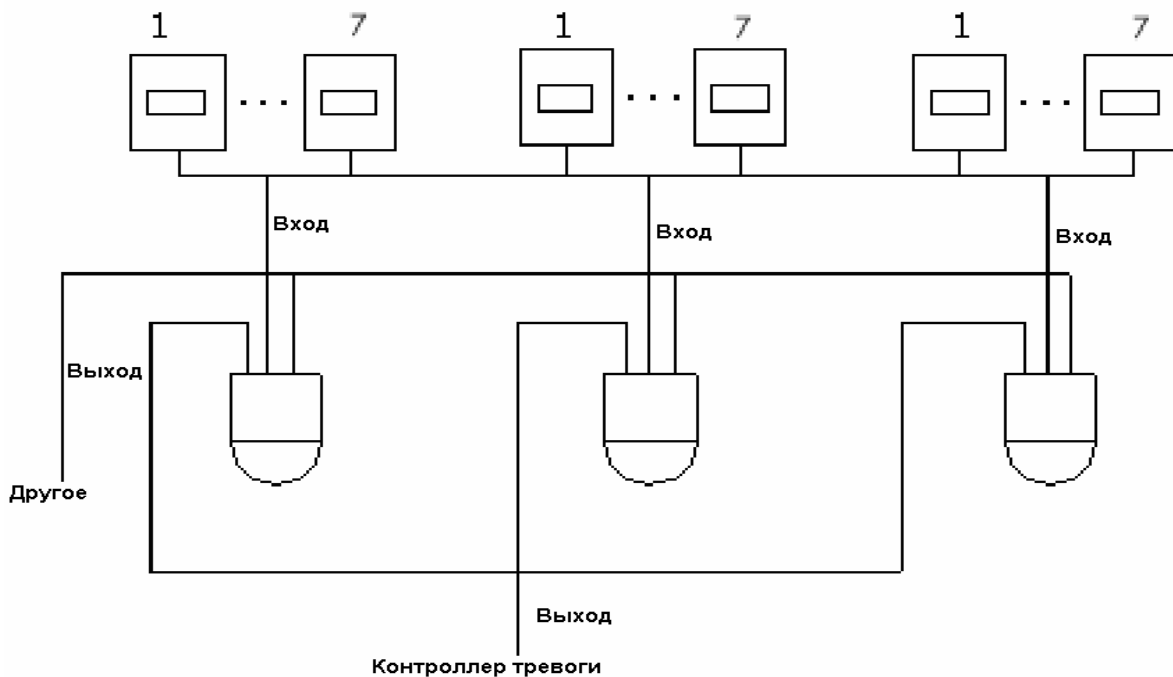 1 7 1 7 1 7
Вход Вход Вход
Выход
Другое
Выход
Контроллер тревоги